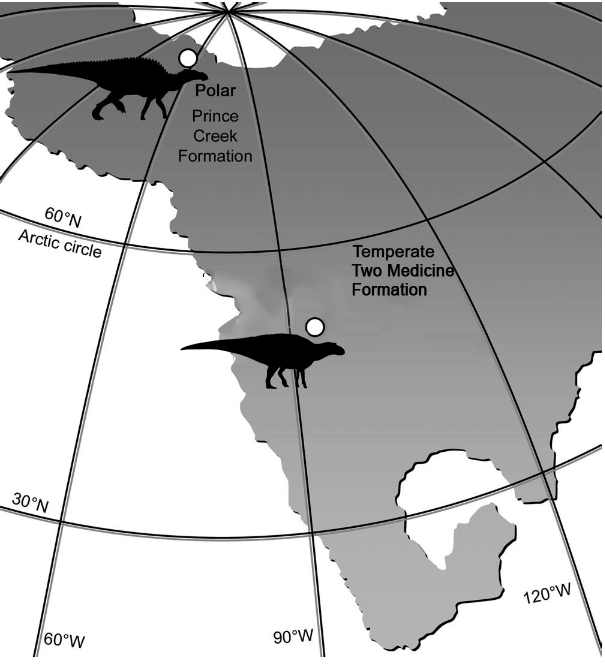 Polar
Prince
Creek
Formation
60°N
Arctic circle
Temperate
Two Medicine
Formation
30°N
60°W
90°W
120°W